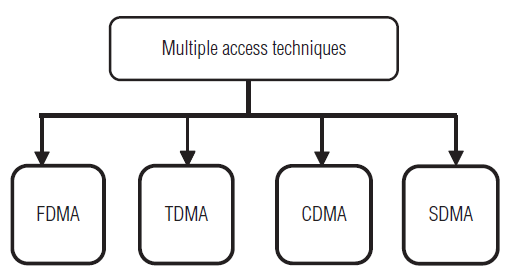 Multiple access techniques
FDMA
TDMA
CDMA
SDMA